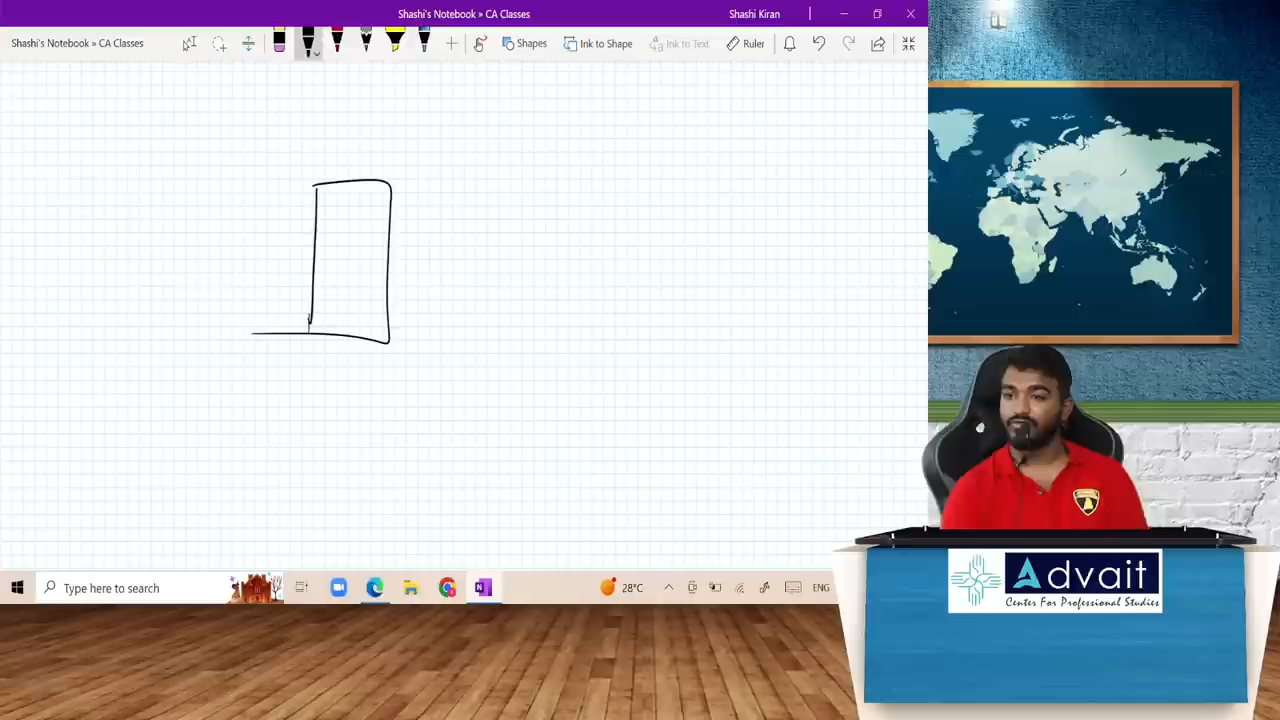 Shashi's Notebook » CA Classes
Shashi Kiran
Shashi's Notebook » CA Classes
Shapes
Ink to Shape
Ink to Text
Ruler
Type here to search
28°C
ENG
Advait
Center For Professional Studies